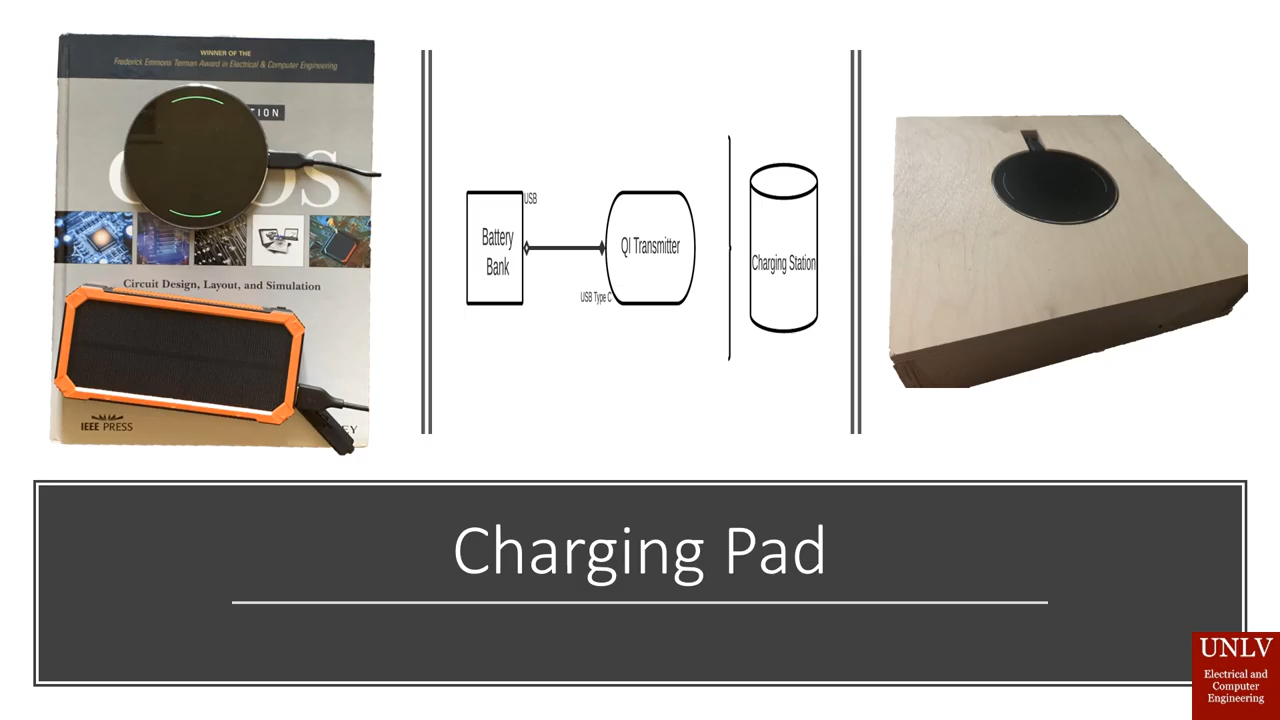 WINNER OF THE
Frederick Emmons Terman Award in Electrical & Computer Engineering
Circuit Design, Layout, and Simulation
IEEE PRESS
USB
Battery
Bank
QI Transmitter
USB Type C
Charging Station
Charging Pad
UNLV
Electrical and
Computer
Engineering